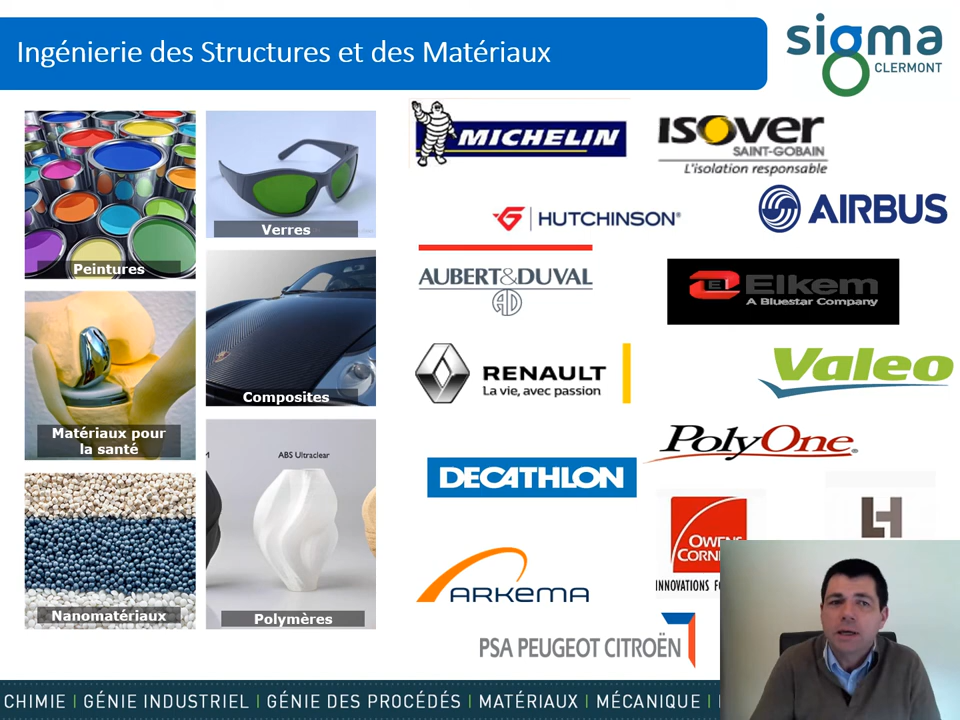 Ingénierie des Structures et des Matériaux
sigma
CLERMONT
Peintures
Verres
Matériaux pour
la santé
Composites
Nanomatériaux
ABS Ultraclear
Polymères
MICHELIN
ISOVER
SAINT-GOBAIN
L'isolation responsable
HUTCHINSON®
AIRBUS
AUBERT&DUVAL
AD
Elkem
A Bluestar Company
RENAULT
La vie, avec passion
Valeo
PolyOne®
DECATHLON
OWENS
INNOVATIONS
LH
ARKEMA
PSA PEUGEOT CITROËN
CHIMIE | GÉNIE INDUSTRIEL | GÉNIE DES PROCÉDÉS | MATÉRIAUX | MÉCANIQUE |